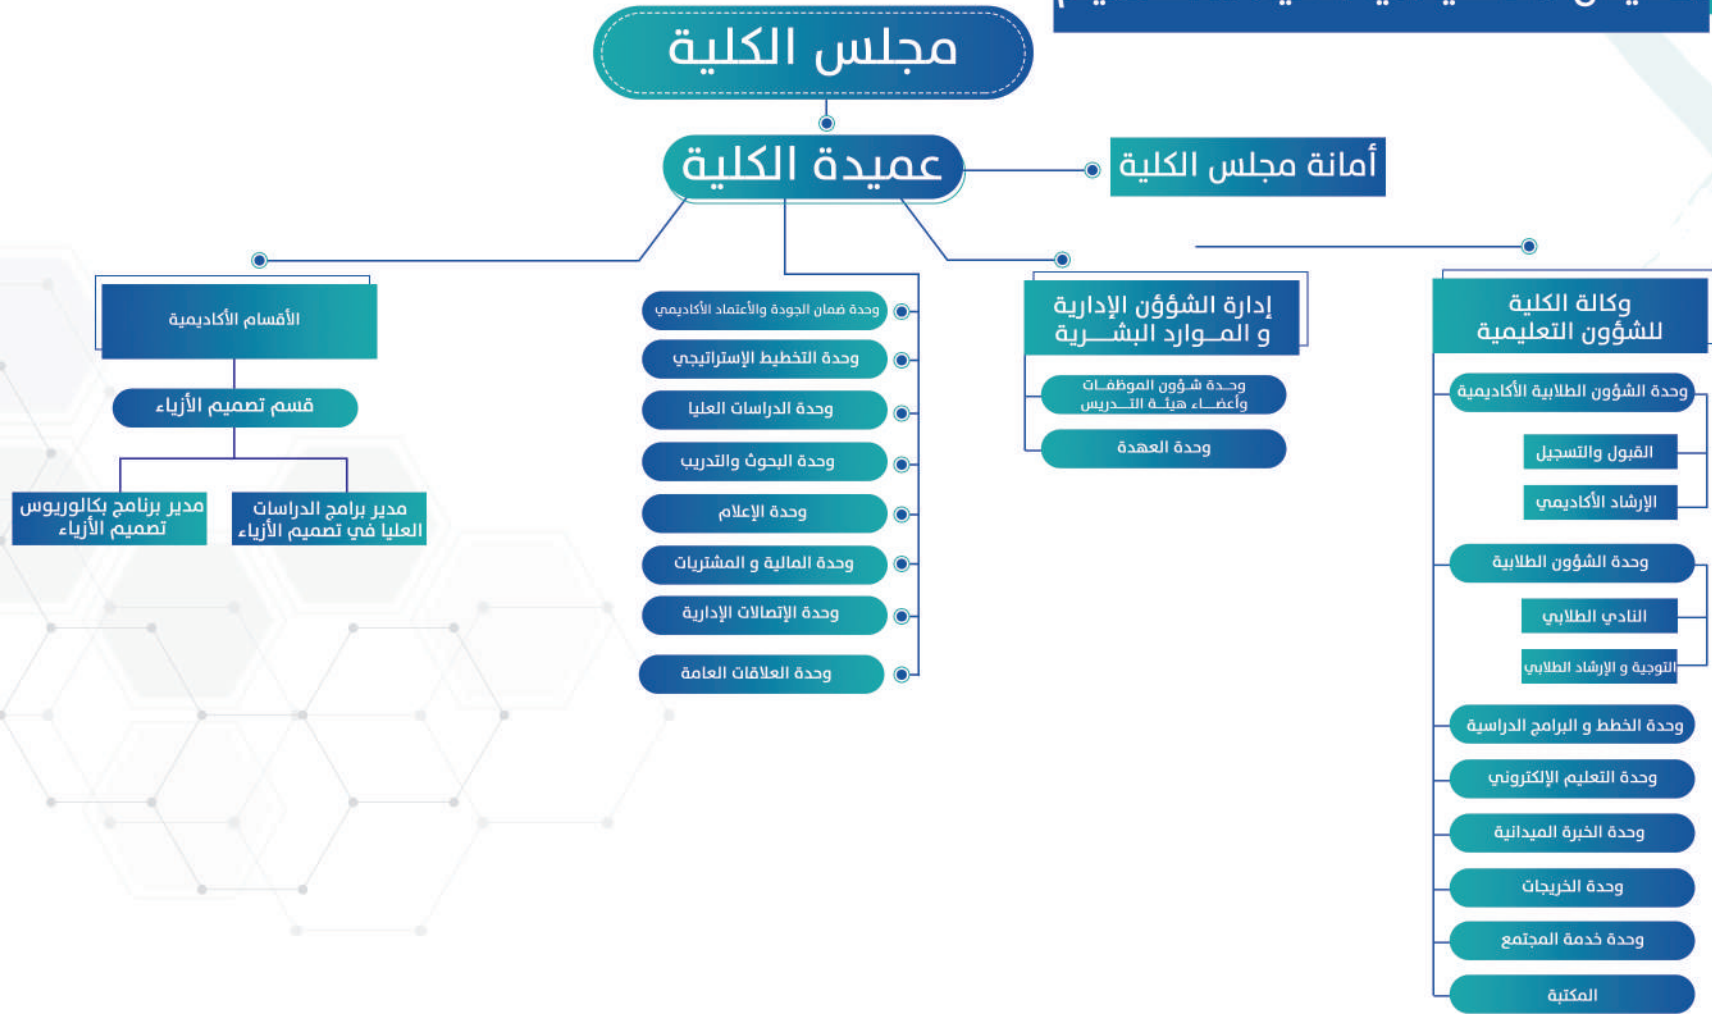 مجلس الكلية
عميدة الكلية
أمانة مجلس الكلية
وكالة الكلية
للشؤون التعليمية
وحدة الشؤون الطلابية الأكاديمية
القبول والتسجيل
الإرشاد الأكاديمي
وحدة الشؤون الطلابية
النادي الطلابي
التوجية و الإرشاد الطلابي
وحدة الخطط و البرامج الدراسية
وحدة التعليم الإلكتروني
وحدة الخبرة الميدانية
وحدة الخريجات
وحدة خدمة المجتمع
المكتبة
إدارة الشؤؤن الإدارية
و المــوارد البشـــرية
وحــدة شـؤون الموظفــات
وأعضــاء هيئــة التــدريس
وحدة العهدة
وحدة ضمان الجودة والأعتماد الأكاديمي
وحدة التخطيط الإستراتيجي
وحدة الدراسات العليا
وحدة البحوث والتدريب
وحدة الإعلام
وحدة المالية و المشتريات
وحدة الإتصالات الإدارية
وحدة العلاقات العامة
الأقسام الأكاديمية
قسم تصميم الأزياء
مدير برامج الدراسات
العليا في تصميم الأزياء
مدير برنامج بكالوريوس
تصميم الأزياء